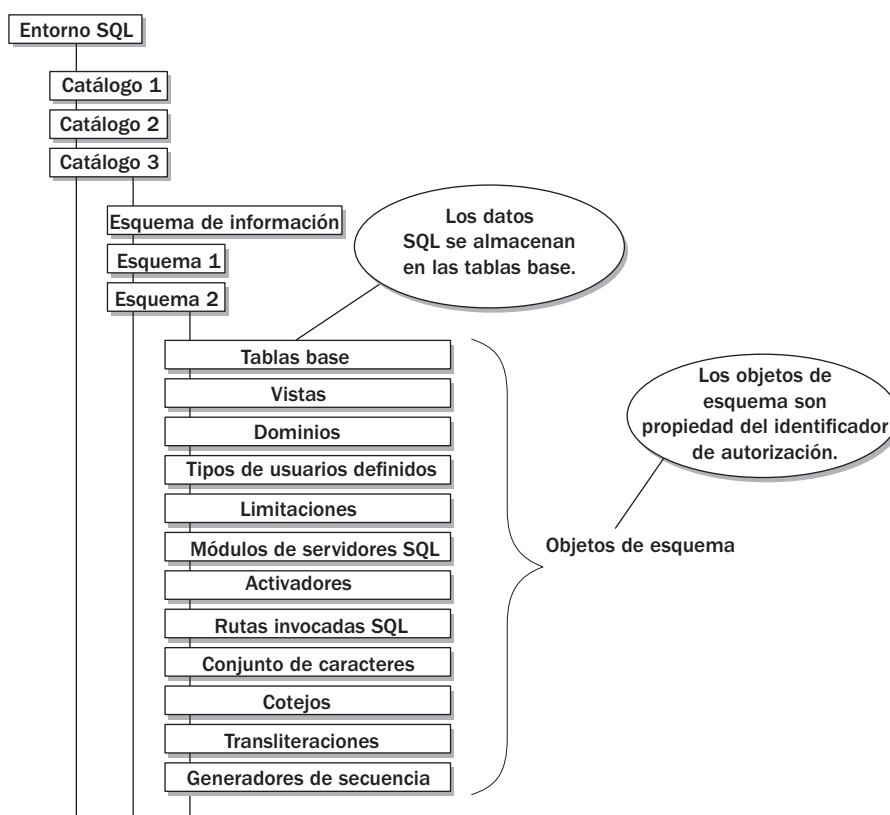 Entorno SQL
Catálogo 1
Catálogo 2
Catálogo 3
Esquema de información
Esquema 1
Esquema 2
Los datos
SQL se almacenan
en las tablas base.
Tablas base
Vistas
Dominios
Tipos de usuarios definidos
Limitaciones
Módulos de servidores SQL
Activadores
Rutas invocadas SQL
Conjunto de caracteres
Cotejos
Transliteraciones
Generadores de secuencia
Los objetos de
esquema son
propiedad del identificador
de autorización.
Objetos de esquema